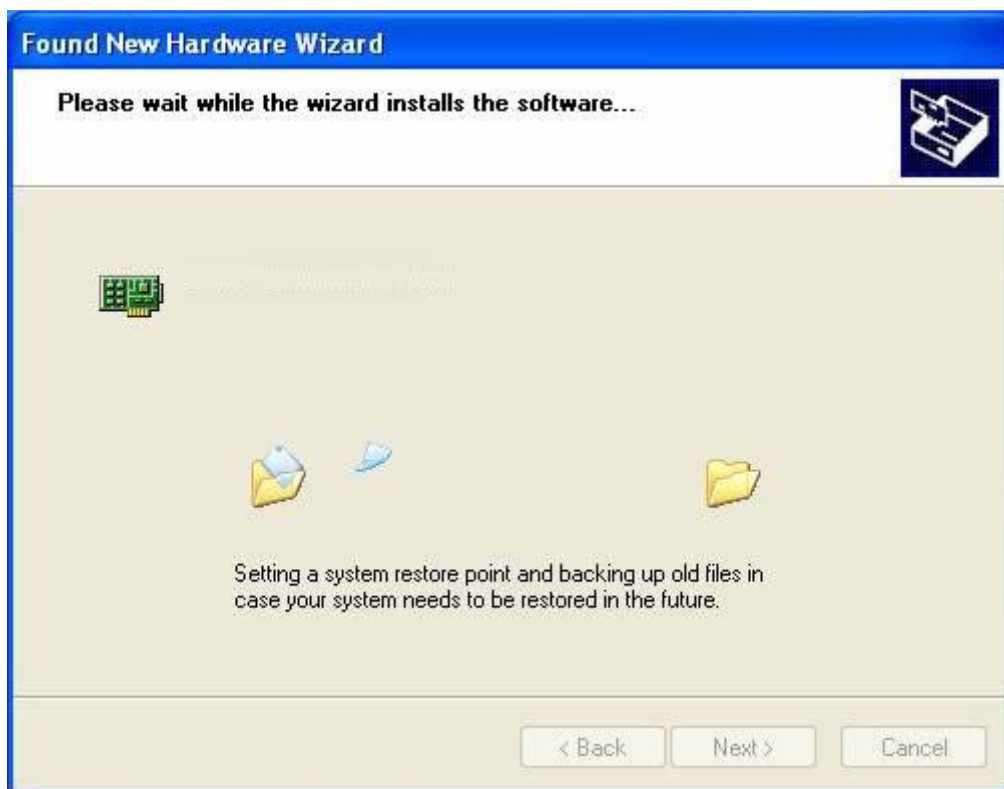 Found New Hardware Wizard
Please wait while the wizard installs the software...
Setting a system restore point and backing up old files in
case your system needs to be restored in the future.
< Back
Next >
Cancel